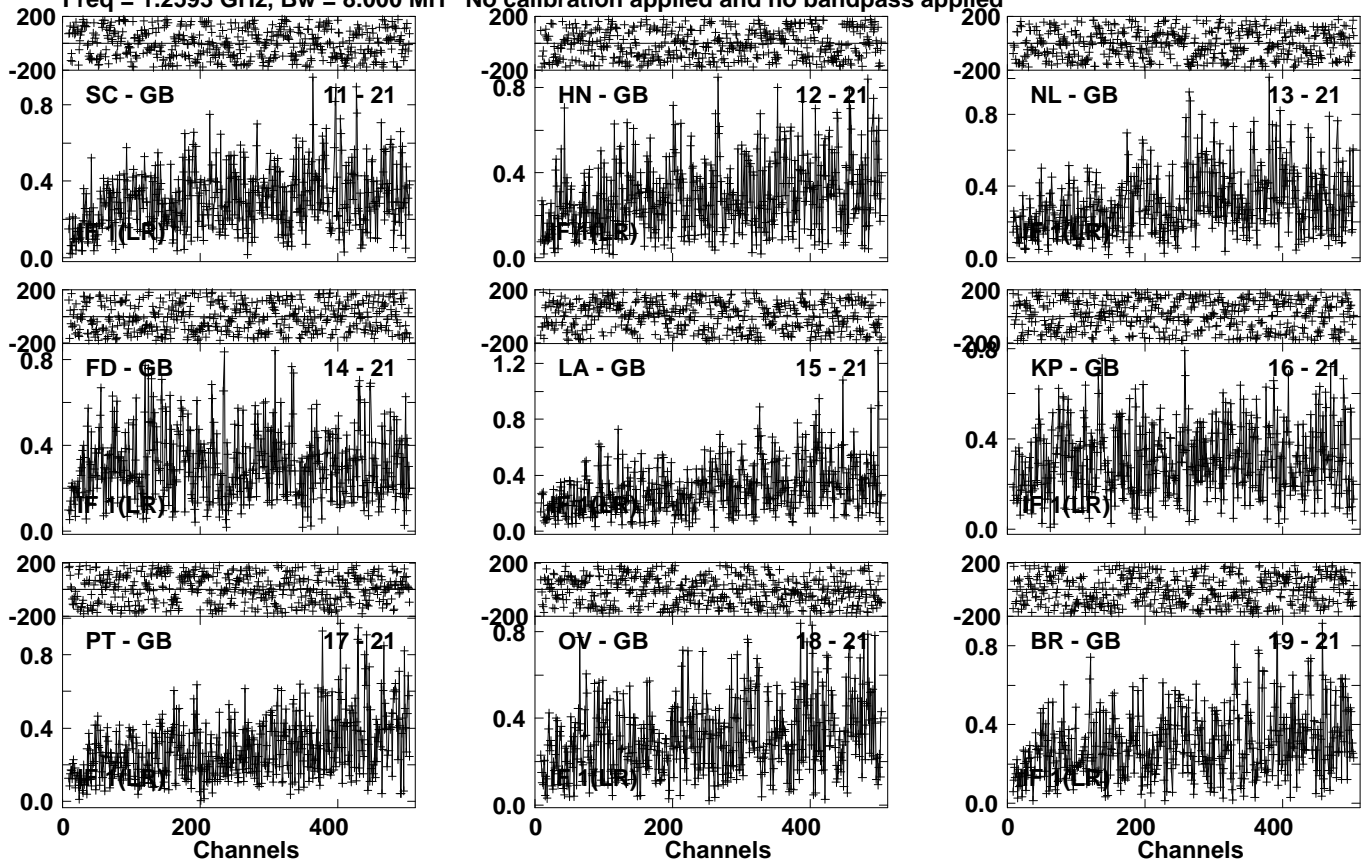 Freq = 1.2593 GHz, Bw = 8.000 MH No calibration applied and no bandpass applied
200 200 200
-200 -200 -200
SC - GB 11 - 21 HN - GB 12 - 21 NL - GB 13 - 21
0.8 0.8 0.8
0.4 0.4 0.4
IF 1(LR) IF 1(LR) IF 1(LR)
0.0 0.0 0.0
200 200 200
-200 -200 -200
FD - GB 14 - 21 LA - GB 15 - 21 KP - GB 16 - 21
0.8 1.2 0.8
0.8
0.4 0.4 0.4
IF 1(LR) IF 1(LR) IF 1(LR)
0.0 0.0 0.0
200 200 200
-200 -200 -200
PT - GB 17 - 21 OV - GB 18 - 21 BR - GB 19 - 21
0.8 0.8 0.8
0.4 0.4 0.4
IF 1(LR) IF 1(LR) IF 1(LR)
0.0 0.0 0.0
0 200 400 0 200 400 0 200 400
Channels Channels Channels